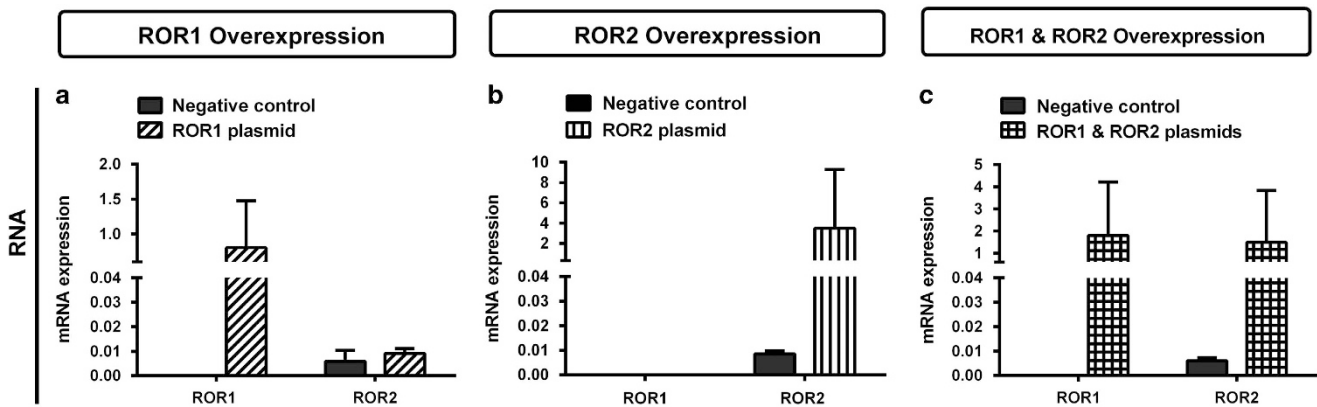 ROR1 Overexpression
ROR2 Overexpression
ROR1 & ROR2 Overexpression
RNA
a
Negative control
ROR1 plasmid
mRNA expression
2.0
1.5
1.0
0.04
0.03
0.02
0.01
0.00
ROR1
ROR2
b
Negative control
ROR2 plasmid
mRNA expression
10
8
6
4
2
0.04
0.03
0.02
0.01
0.00
ROR1
ROR2
c
Negative control
ROR1 & ROR2 plasmids
mRNA expression
5
4
3
2
1
0.04
0.03
0.02
0.01
0.00
ROR1
ROR2